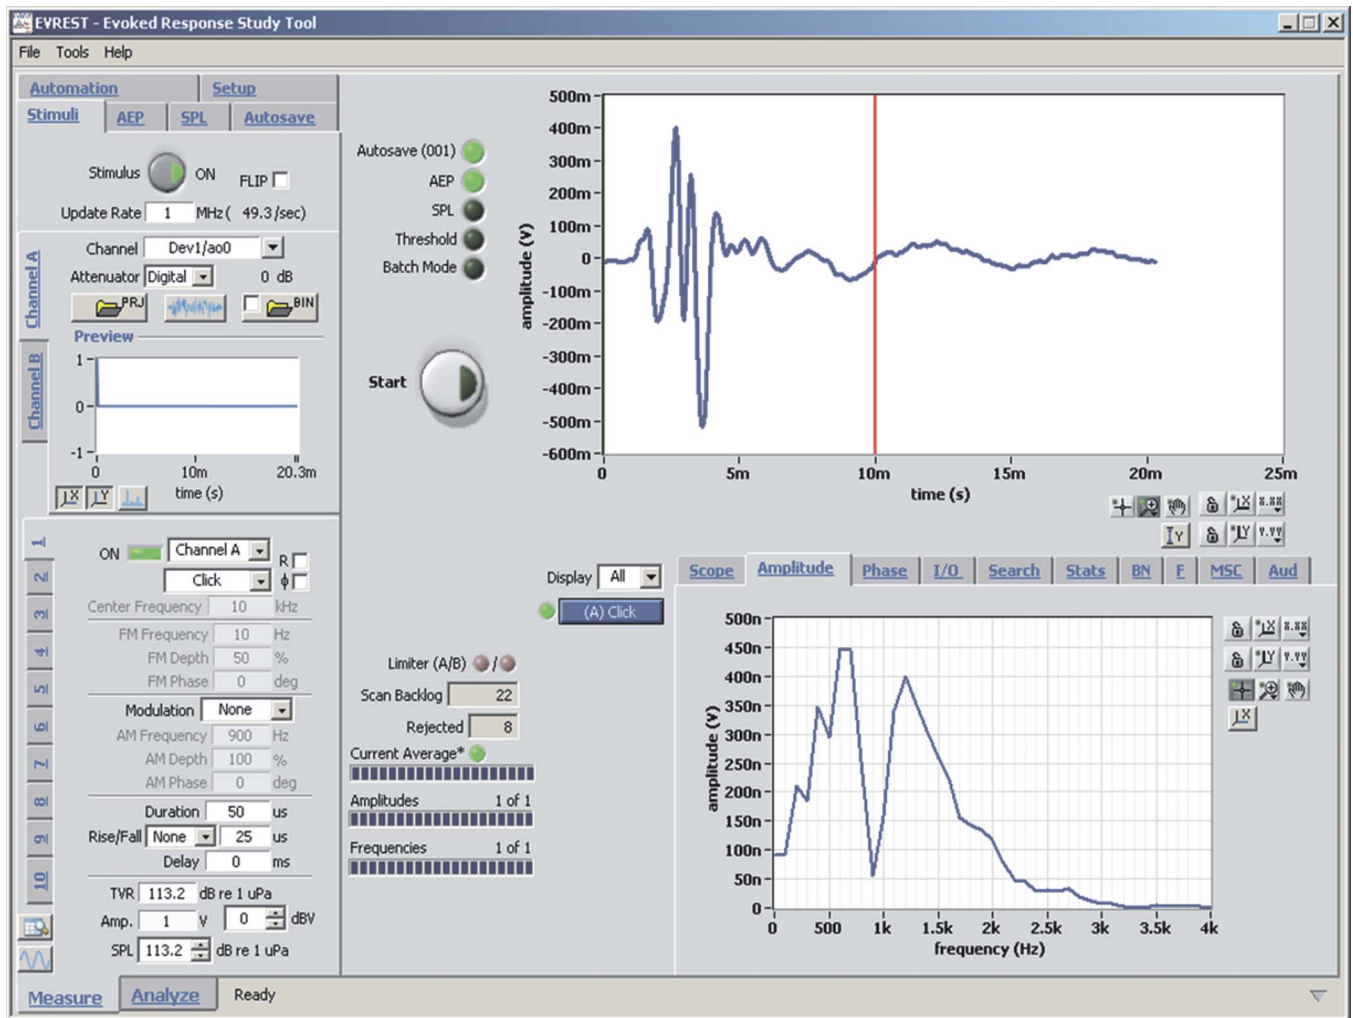 EVREST - Evoked Response Study Tool
File Tools Help
Automation Setup
Stimuli AEP SPL Autosave
Stimulus ON FLIP
Update Rate 1 MHz ( 49.3 /sec)
Channel A
Channel B
Channel Dev1/ao0
Attenuator Digital 0 dB
PRJ BIN
Preview
1
0
-1
0 10m 20.3m
time (s)
X Y
1
2
3
4
5
6
7
8
9
10
ON Channel A R
Click ϕ
Center Frequency 10 kHz
FM Frequency 10 Hz
FM Depth 50 %
FM Phase 0 deg
Modulation None
AM Frequency 900 Hz
AM Depth 100 %
AM Phase 0 deg
Duration 50 us
Rise/Fall None 25 us
Delay 0 ms
TVR 113.2 dB re 1 uPa
Amp. 1 V 0 dBV
SPL 113.2 dB re 1 uPa
Autosave (001)
AEP
SPL
Threshold
Batch Mode
Start
Display All
(A) Click
Limiter (A/B) /
Scan Backlog 22
Rejected 8
Current Average*
Amplitudes 1 of 1
Frequencies 1 of 1
amplitude (V)
500m
400m
300m
200m
100m
0
-100m
-200m
-300m
-400m
-500m
-600m
0 5m 10m 15m 20m 25m
time (s)
X X.XX
Y Y Y.YY
Scope Amplitude Phase I/O Search Stats BN F MSC Aud
amplitude (V)
500n
450n
400n
350n
300n
250n
200n
150n
100n
50n
0
0 500 1k 1.5k 2k 2.5k 3k 3.5k 4k
frequency (Hz)
X X.XX
Y Y.YY
X
Measure Analyze Ready